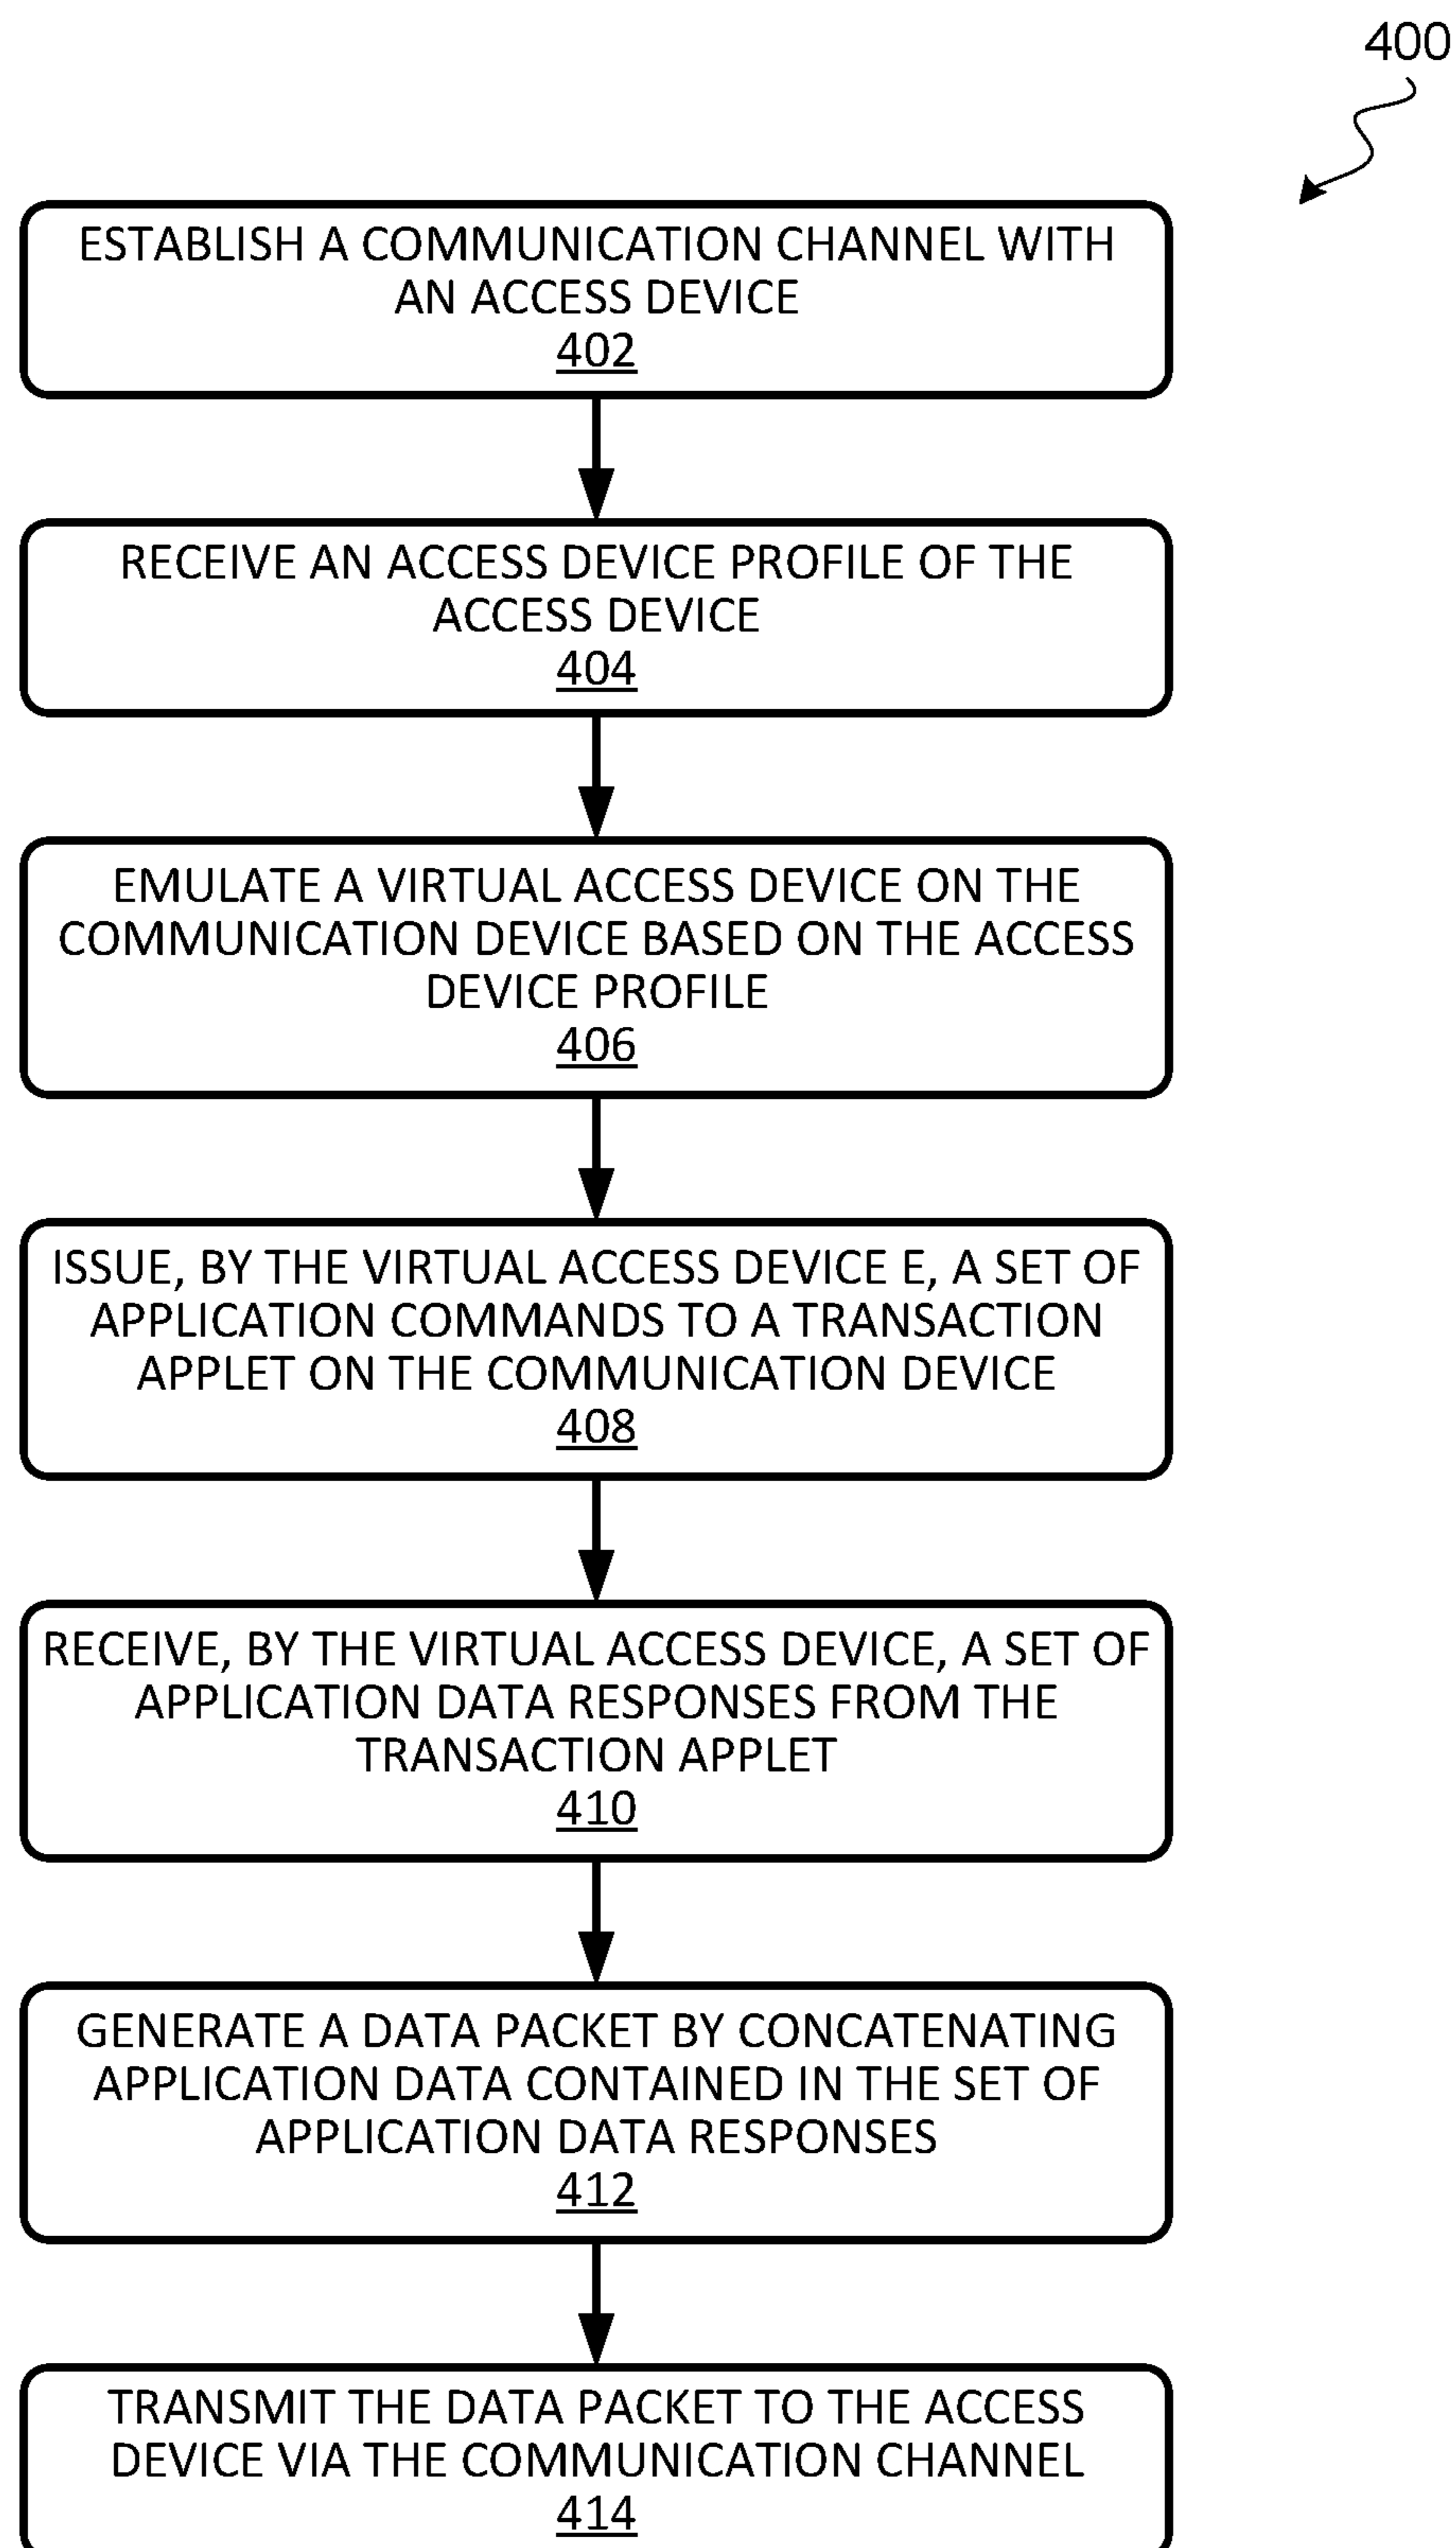 400
ESTABLISH A COMMUNICATION CHANNEL WITH
AN ACCESS DEVICE
402
RECEIVE AN ACCESS DEVICE PROFILE OF THE
ACCESS DEVICE
404
EMULATE A VIRTUAL ACCESS DEVICE ON THE
COMMUNICATION DEVICE BASED ON THE ACCESS
DEVICE PROFILE
406
ISSUE, BY THE VIRTUAL ACCESS DEVICE E, A SET OF
APPLICATION COMMANDS TO A TRANSACTION
APPLET ON THE COMMUNICATION DEVICE
408
RECEIVE, BY THE VIRTUAL ACCESS DEVICE, A SET OF
APPLICATION DATA RESPONSES FROM THE
TRANSACTION APPLET
410
GENERATE A DATA PACKET BY CONCATENATING
APPLICATION DATA CONTAINED IN THE SET OF
APPLICATION DATA RESPONSES
412
TRANSMIT THE DATA PACKET TO THE ACCESS
DEVICE VIA THE COMMUNICATION CHANNEL
414